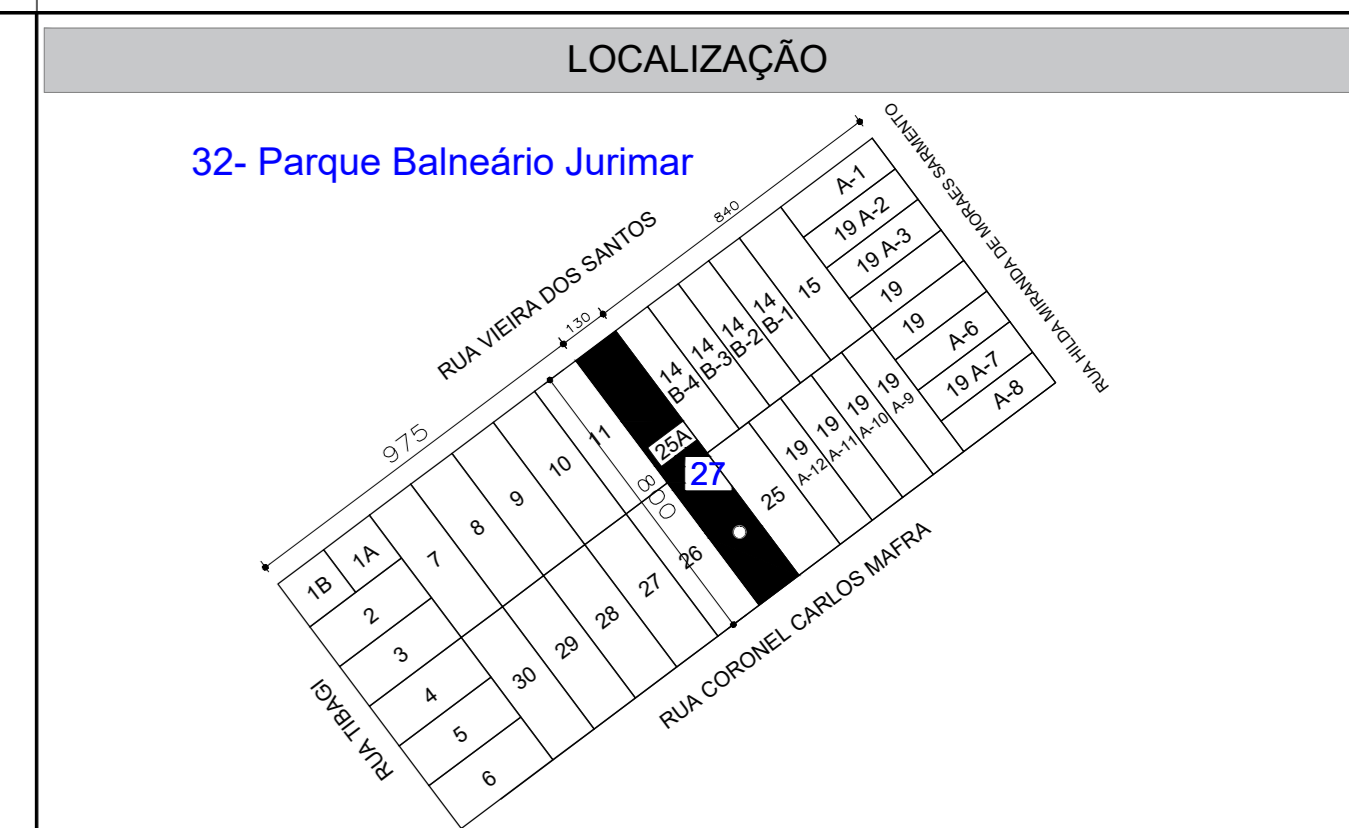 LOCALIZAÇÃO
32- Parque Balneário Jurimar
RUA VIEIRA DOS SANTOS
RUA HILDA MIRANDA DE MORAES SARMENTO
840
130
975
800
A-1
19 A-2
19 A-3
19
19
A-6
19 A-7
A-8
15
14
B-1
14
B-2
14
B-3
14
B-4
25A
27
11
10
9
8
7
1A
1B
2
3
4
5
6
30
29
28
27
26
25
19
A-12
19
A-11
19
A-10
19
A-9
RUA TIBAGI
RUA CORONEL CARLOS MAFRA